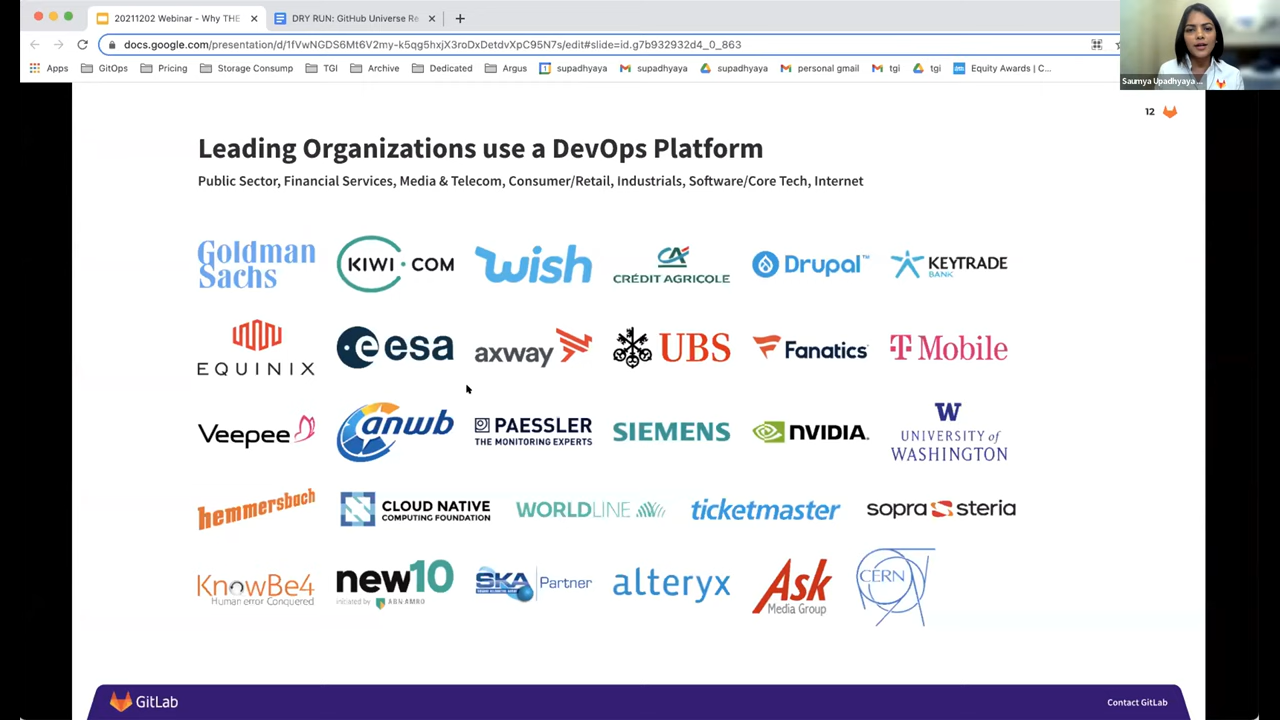 20211202 Webinar - Why THE
DRY RUN: GitHub Universe Re
docs.google.com/presentation/d/1fVwNGDS6Mt6V2my-k5qg5hxjX3roDxDetdvXpC95N7s/edit#slide=id.g7b932932d4_0_863
Apps GitOps Pricing Storage Consump TGI Archive Dedicated Argus supadhyaya supadhyaya supadhyaya personal gmail tgi tgi Equity Awards | C...
Saumya Upadhyaya...
12
Leading Organizations use a DevOps Platform
Public Sector, Financial Services, Media & Telecom, Consumer/Retail, Industrials, Software/Core Tech, Internet
Goldman
Sachs
KIWI.COM
wish
CRÉDIT AGRICOLE
Drupal™
KEYTRADE
BANK
EQUINIX
esa
axway
UBS
Fanatics
T Mobile
Veepee
anwb
PAESSLER
THE MONITORING EXPERTS
SIEMENS
NVIDIA.
W
UNIVERSITY of
WASHINGTON
hemmersbach
CLOUD NATIVE
COMPUTING FOUNDATION
WORLDLINE
ticketmaster
sopra steria
KnowBe4
Human error Conquered
new10
initiated by ABN·AMRO
SKA Partner
alteryx
Ask
Media Group
CERN
GitLab
Contact GitLab